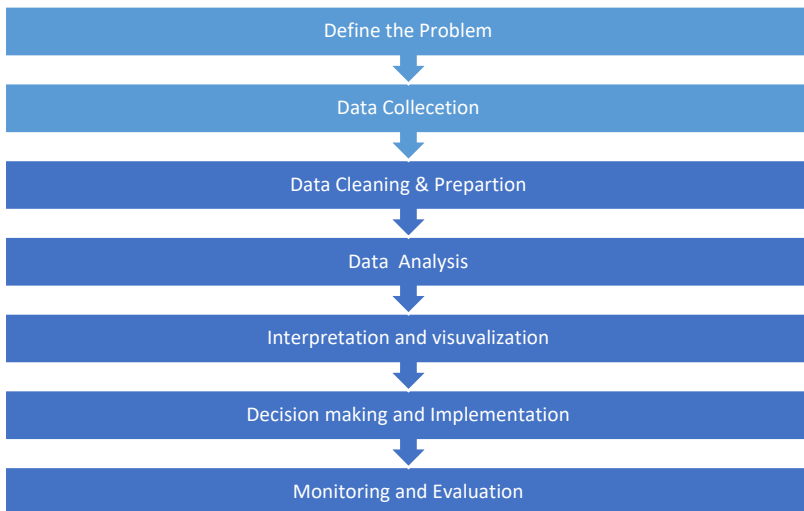 Define the Problem
Data Collecetion
Data Cleaning & Prepartion
Data  Analysis
Interpretation and visuvalization
Decision making and Implementation
Monitoring and Evaluation